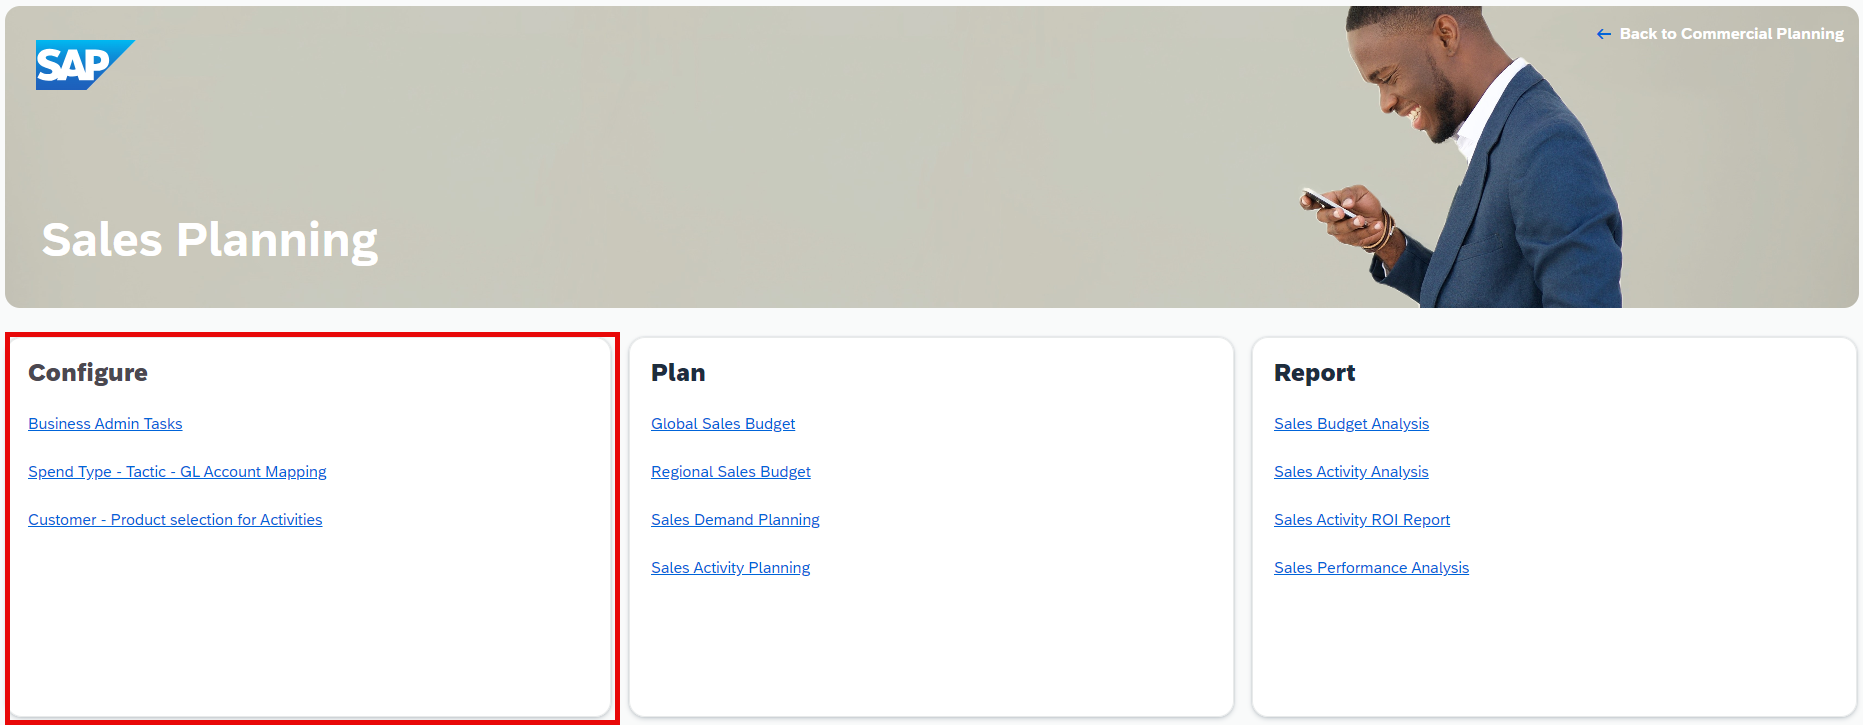 SAP
← Back to Commercial Planning
Sales Planning
Configure
Business Admin Tasks
Spend Type - Tactic - GL Account Mapping
Customer - Product selection for Activities
Plan
Global Sales Budget
Regional Sales Budget
Sales Demand Planning
Sales Activity Planning
Report
Sales Budget Analysis
Sales Activity Analysis
Sales Activity ROI Report
Sales Performance Analysis